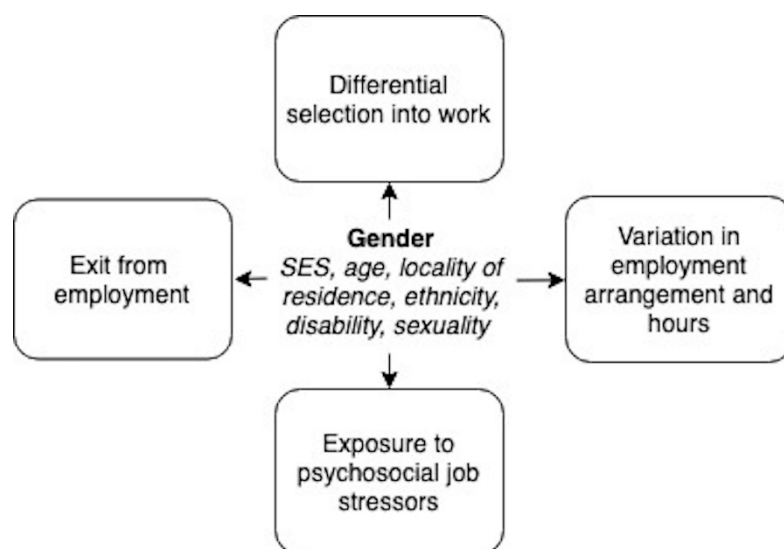 Differential
selection into work
Gender
SES, age, locality of
residence, ethnicity,
disability, sexuality
Exit from
employment
Variation in
employment
arrangement and
hours
Exposure to
psychosocial job
stressors